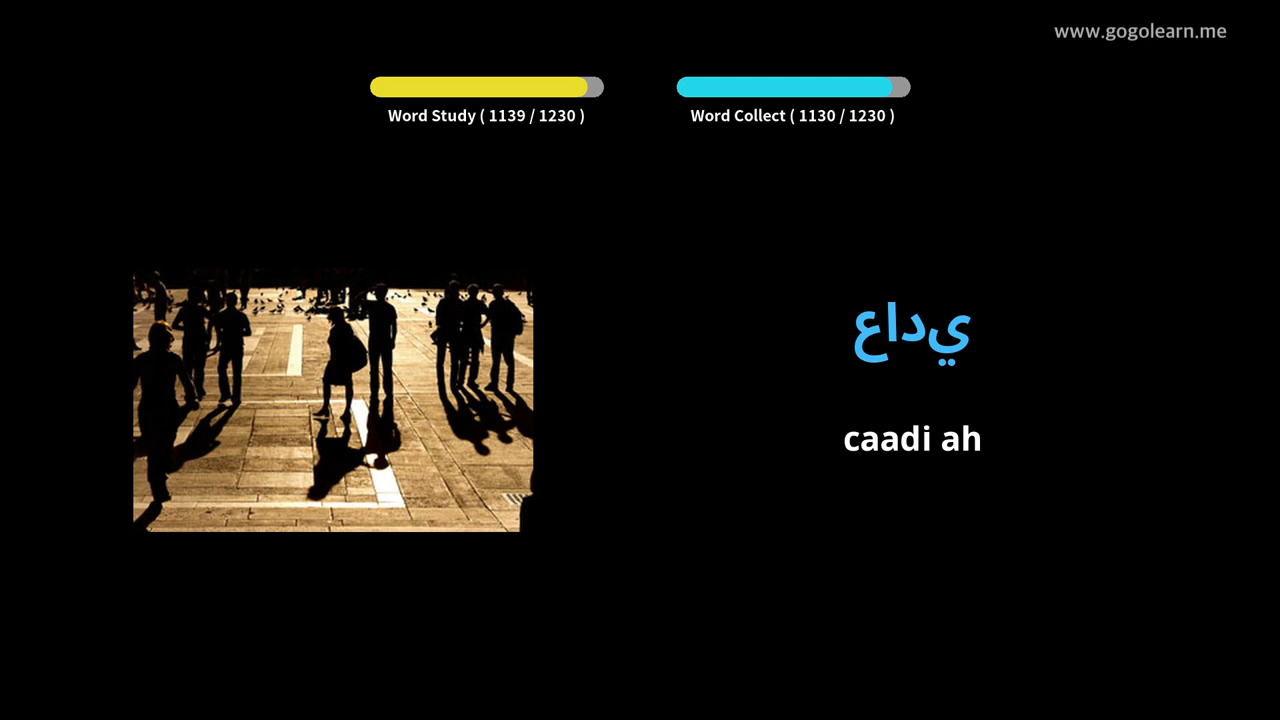 www.gogolearn.me
Word Study ( 1139 / 1230 )
Word Collect ( 1130 / 1230 )
عادي
caadi ah